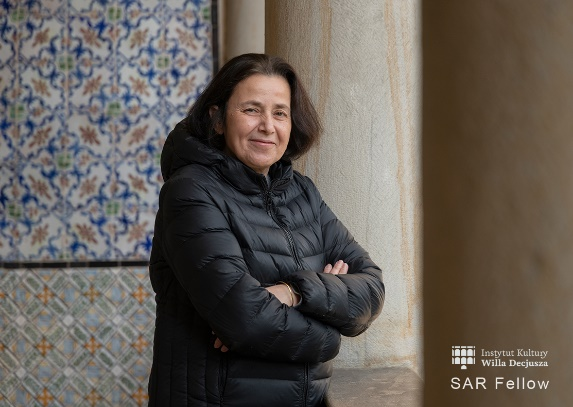 Instytut Kultury
Willa Decjusza
SAR Fellow